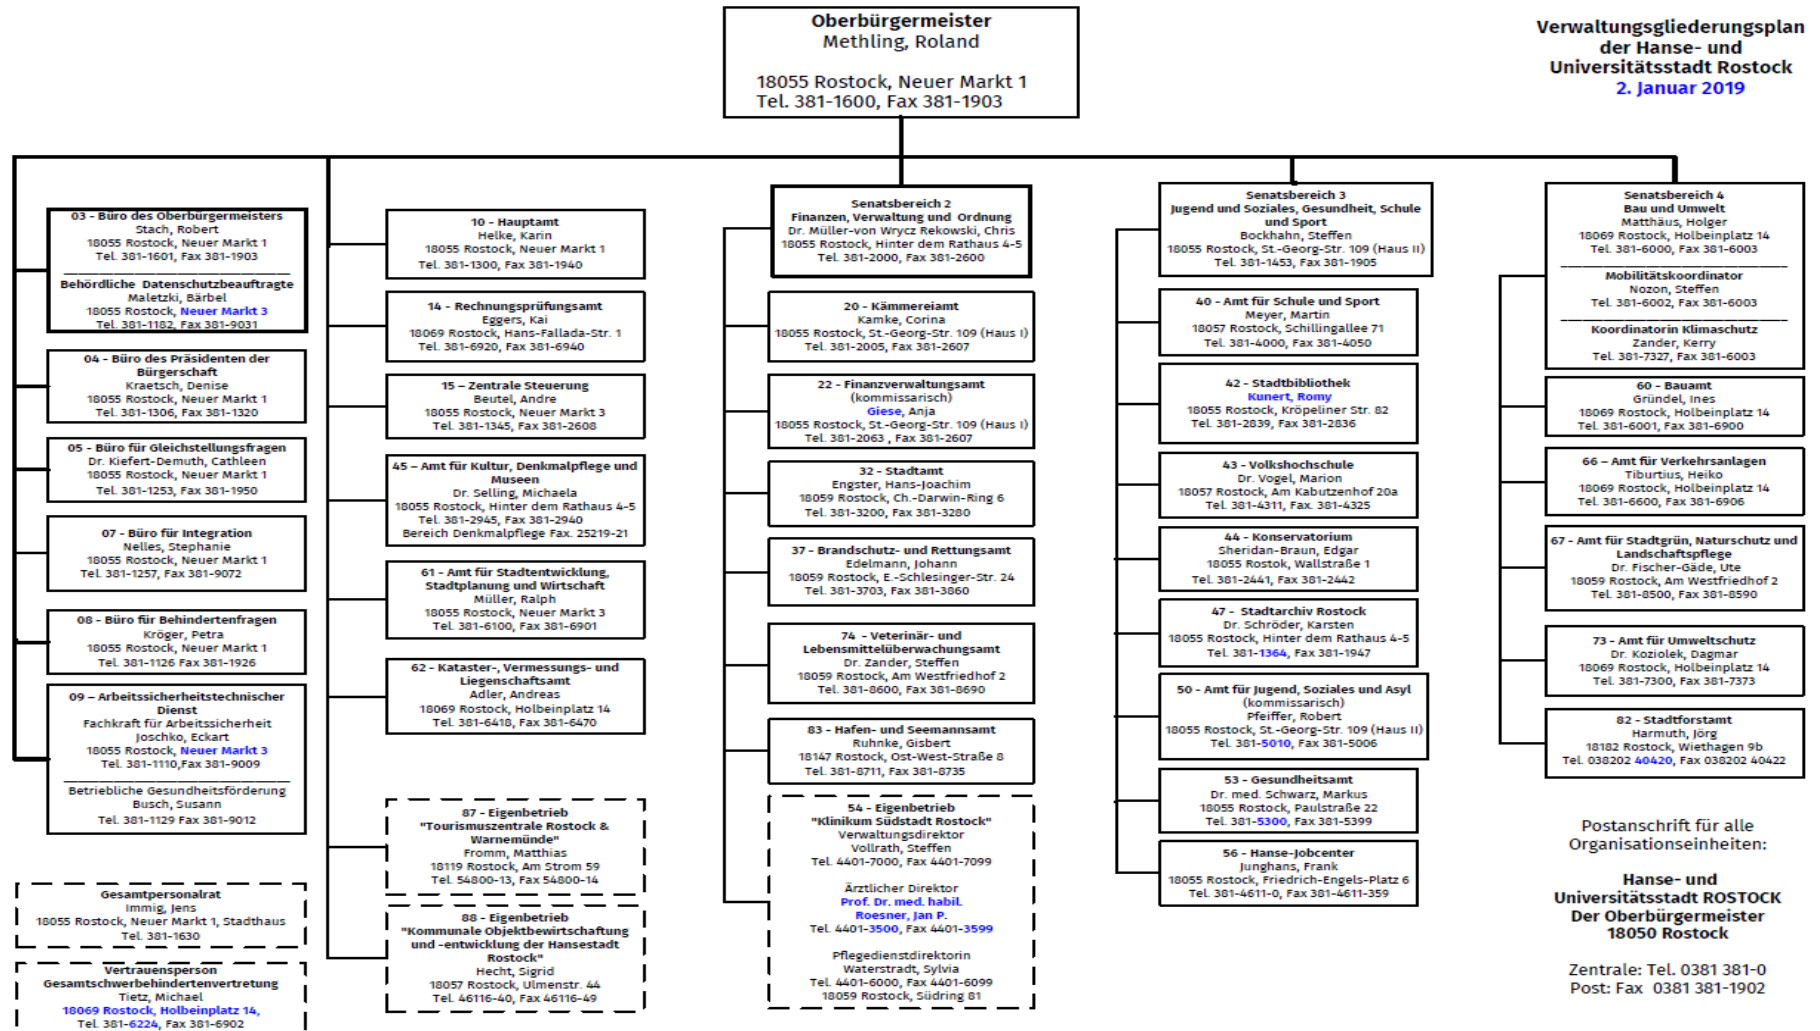 Oberbürgermeister
Methling, Roland
18055 Rostock, Neuer Markt 1
Tel. 381-1600, Fax 381-1903
Verwaltungsgliederungsplan
der Hanse- und
Universitätsstadt Rostock
2. Januar 2019
03 - Büro des Oberbürgermeisters
Stach, Robert
18055 Rostock, Neuer Markt 1
Tel. 381-1601, Fax 381-1903
Behördliche Datenschutzbeauftragte
Maletzki, Bärbel
18055 Rostock, Neuer Markt 3
Tel. 381-1182, Fax 381-9031
04 - Büro des Präsidenten der
Bürgerschaft
Kraetsch, Denise
18055 Rostock, Neuer Markt 1
Tel. 381-1306, Fax 381-1320
05 - Büro für Gleichstellungsfragen
Dr. Kiefert-Demuth, Cathleen
18055 Rostock, Neuer Markt 1
Tel. 381-1253, Fax 381-1950
07 - Büro für Integration
Nelles, Stephanie
18055 Rostock, Neuer Markt 1
Tel. 381-1257, Fax 381-9072
08 - Büro für Behindertenfragen
Kröger, Petra
18055 Rostock, Neuer Markt 1
Tel. 381-1126 Fax 381-1926
09 – Arbeitssicherheitstechnischer
Dienst
Fachkraft für Arbeitssicherheit
Joschko, Eckart
18055 Rostock, Neuer Markt 3
Tel. 381-1110,Fax 381-9009
Betriebliche Gesundheitsförderung
Busch, Susann
Tel. 381-1129 Fax 381-9012
Gesamtpersonalrat
Immig, Jens
18055 Rostock, Neuer Markt 1, Stadthaus
Tel. 381-1630
Vertrauensperson
Gesamtschwerbehindertenvertretung
Tietz, Michael
18069 Rostock, Holbeinplatz 14,
Tel. 381-6224, Fax 381-6902
10 - Hauptamt
Helke, Karin
18055 Rostock, Neuer Markt 1
Tel. 381-1300, Fax 381-1940
14 - Rechnungsprüfungsamt
Eggers, Kai
18069 Rostock, Hans-Fallada-Str. 1
Tel. 381-6920, Fax 381-6940
15 – Zentrale Steuerung
Beutel, Andre
18055 Rostock, Neuer Markt 3
Tel. 381-1345, Fax 381-2608
45 – Amt für Kultur, Denkmalpflege und
Museen
Dr. Selling, Michaela
18055 Rostock, Hinter dem Rathaus 4-5
Tel. 381-2945, Fax 381-2940
Bereich Denkmalpflege Fax. 25219-21
61 - Amt für Stadtentwicklung,
Stadtplanung und Wirtschaft
Müller, Ralph
18055 Rostock, Neuer Markt 3
Tel. 381-6100, Fax 381-6901
62 - Kataster-, Vermessungs- und
Liegenschaftsamt
Adler, Andreas
18069 Rostock, Holbeinplatz 14
Tel. 381-6418, Fax 381-6470
87 - Eigenbetrieb
"Tourismuszentrale Rostock &
Warnemünde"
Fromm, Matthias
18119 Rostock, Am Strom 59
Tel. 54800-13, Fax 54800-14
88 - Eigenbetrieb
"Kommunale Objektbewirtschaftung
und -entwicklung der Hansestadt
Rostock"
Hecht, Sigrid
18057 Rostock, Ulmenstr. 44
Tel. 46116-40, Fax 46116-49
Senatsbereich 2
Finanzen, Verwaltung und Ordnung
Dr. Müller-von Wrycz Rekowski, Chris
18055 Rostock, Hinter dem Rathaus 4-5
Tel. 381-2000, Fax 381-2600
20 - Kämmereiamt
Kamke, Corina
18055 Rostock, St.-Georg-Str. 109 (Haus I)
Tel. 381-2005, Fax 381-2607
22 - Finanzverwaltungsamt
(kommissarisch)
Giese, Anja
18055 Rostock, St.-Georg-Str. 109 (Haus I)
Tel. 381-2063 , Fax 381-2607
32 - Stadtamt
Engster, Hans-Joachim
18059 Rostock, Ch.-Darwin-Ring 6
Tel. 381-3200, Fax 381-3280
37 - Brandschutz- und Rettungsamt
Edelmann, Johann
18059 Rostock, E.-Schlesinger-Str. 24
Tel. 381-3703, Fax 381-3860
74 - Veterinär- und
Lebensmittelüberwachungsamt
Dr. Zander, Steffen
18059 Rostock, Am Westfriedhof 2
Tel. 381-8600, Fax 381-8690
83 - Hafen- und Seemannsamt
Ruhnke, Gisbert
18147 Rostock, Ost-West-Straße 8
Tel. 381-8711, Fax 381-8735
54 - Eigenbetrieb
"Klinikum Südstadt Rostock"
Verwaltungsdirektor
Vollrath, Steffen
Tel. 4401-7000, Fax 4401-7099
Ärztlicher Direktor
Prof. Dr. med. habil.
Roesner, Jan P.
Tel. 4401-3500, Fax 4401-3599
Pflegedienstdirektorin
Waterstradt, Sylvia
Tel. 4401-6000, Fax 4401-6099
18059 Rostock, Südring 81
Senatsbereich 3
Jugend und Soziales, Gesundheit, Schule
und Sport
Bockhahn, Steffen
18055 Rostock, St.-Georg-Str. 109 (Haus II)
Tel. 381-1453, Fax 381-1905
40 - Amt für Schule und Sport
Meyer, Martin
18057 Rostock, Schillingallee 71
Tel. 381-4000, Fax 381-4050
42 - Stadtbibliothek
Kunert, Romy
18055 Rostock, Kröpeliner Str. 82
Tel. 381-2839, Fax 381-2836
43 - Volkshochschule
Dr. Vogel, Marion
18057 Rostock, Am Kabutzenhof 20a
Tel. 381-4311, Fax. 381-4325
44 - Konservatorium
Sheridan-Braun, Edgar
18055 Rostok, Wallstraße 1
Tel. 381-2441, Fax 381-2442
47 - Stadtarchiv Rostock
Dr. Schröder, Karsten
18055 Rostock, Hinter dem Rathaus 4-5
Tel. 381-1364, Fax 381-1947
50 - Amt für Jugend, Soziales und Asyl
(kommissarisch)
Pfeiffer, Robert
18055 Rostock, St.-Georg-Str. 109 (Haus II)
Tel. 381-5010, Fax 381-5006
53 - Gesundheitsamt
Dr. med. Schwarz, Markus
18055 Rostock, Paulstraße 22
Tel. 381-5300, Fax 381-5399
56 - Hanse-Jobcenter
Junghans, Frank
18055 Rostock, Friedrich-Engels-Platz 6
Tel. 381-4611-0, Fax 381-4611-359
Senatsbereich 4
Bau und Umwelt
Matthäus, Holger
18069 Rostock, Holbeinplatz 14
Tel. 381-6000, Fax 381-6003
Mobilitätskoordinator
Nozon, Steffen
Tel. 381-6002, Fax 381-6003
Koordinatorin Klimaschutz
Zander, Kerry
Tel. 381-7327, Fax 381-6003
60 - Bauamt
Gründel, Ines
18069 Rostock, Holbeinplatz 14
Tel. 381-6001, Fax 381-6900
66 – Amt für Verkehrsanlagen
Tiburtius, Heiko
18069 Rostock, Holbeinplatz 14
Tel. 381-6600, Fax 381-6906
67 - Amt für Stadtgrün, Naturschutz und
Landschaftspflege
Dr. Fischer-Gäde, Ute
18059 Rostock, Am Westfriedhof 2
Tel. 381-8500, Fax 381-8590
73 - Amt für Umweltschutz
Dr. Koziolek, Dagmar
18069 Rostock, Holbeinplatz 14
Tel. 381-7300, Fax 381-7373
82 - Stadtforstamt
Harmuth, Jörg
18182 Rostock, Wiethagen 9b
Tel. 038202 40420, Fax 038202 40422
Postanschrift für alle
Organisationseinheiten:
Hanse- und
Universitätsstadt ROSTOCK
Der Oberbürgermeister
18050 Rostock
Zentrale: Tel. 0381 381-0
Post: Fax 0381 381-1902